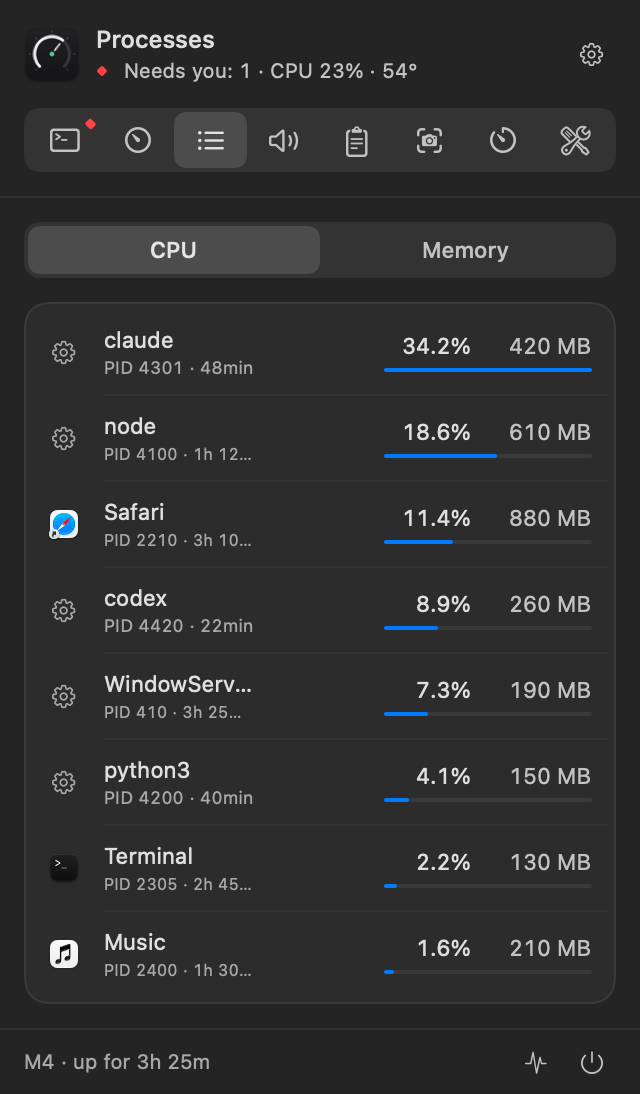 Processes
Needs you: 1 · CPU 23% · 54°
CPU
Memory
claude
34.2%
420 MB
PID 4301 · 48min
node
18.6%
610 MB
PID 4100 · 1h 12…
Safari
11.4%
880 MB
PID 2210 · 3h 10…
codex
8.9%
260 MB
PID 4420 · 22min
WindowServ…
7.3%
190 MB
PID 410 · 3h 25…
python3
4.1%
150 MB
PID 4200 · 40min
Terminal
2.2%
130 MB
PID 2305 · 2h 45…
Music
1.6%
210 MB
PID 2400 · 1h 30…
M4 · up for 3h 25m